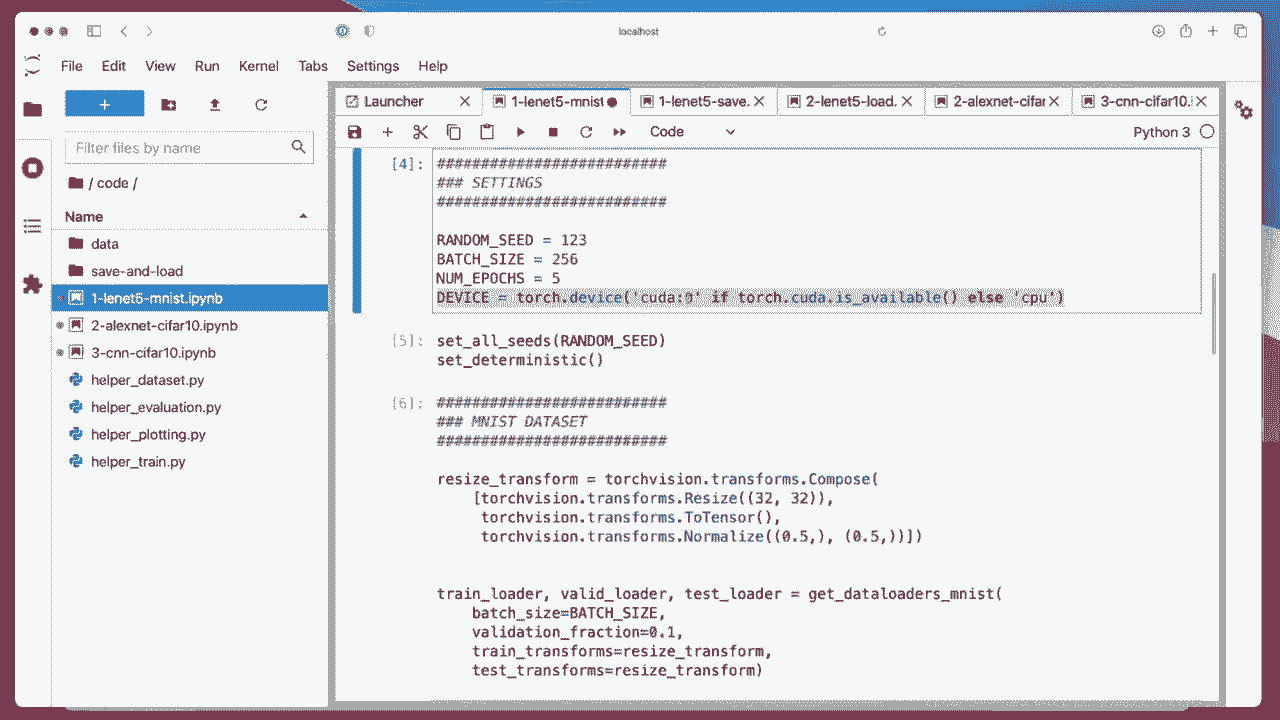 localhost
File Edit View Run Kernel Tabs Settings Help
Launcher
1-lenet5-mnist
1-lenet5-save.
2-lenet5-load.
2-alexnet-cifar
3-cnn-cifar10.i
Code
Python 3
Filter files by name
/ code /
Name
data
save-and-load
1-lenet5-mnist.ipynb
2-alexnet-cifar10.ipynb
3-cnn-cifar10.ipynb
helper_dataset.py
helper_evaluation.py
helper_plotting.py
helper_train.py
[4]: ##########################
### SETTINGS
##########################
RANDOM_SEED = 123
BATCH_SIZE = 256
NUM_EPOCHS = 5
DEVICE = torch.device('cuda:0' if torch.cuda.is_available() else 'cpu')
[5]: set_all_seeds(RANDOM_SEED)
set_deterministic()
[6]: ##########################
### MNIST DATASET
##########################
resize_transform = torchvision.transforms.Compose(
[torchvision.transforms.Resize((32, 32)),
torchvision.transforms.ToTensor(),
torchvision.transforms.Normalize((0.5,), (0.5,))])
train_loader, valid_loader, test_loader = get_dataloaders_mnist(
batch_size=BATCH_SIZE,
validation_fraction=0.1,
train_transforms=resize_transform,
test_transforms=resize_transform)